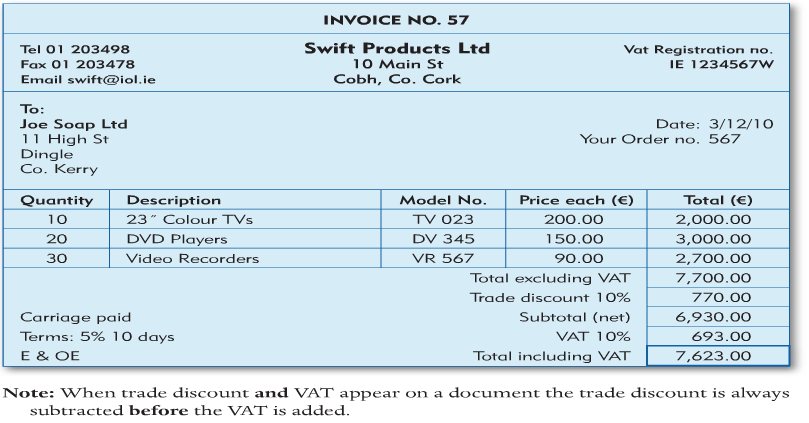 INVOICE NO. 57
Tel 01 203498 Swift Products Ltd Vat Registration no.
Fax 01 203478 10 Main St IE 1234567W
Email swift@iol.ie Cobh, Co. Cork
To:
Joe Soap Ltd Date: 3/12/10
11 High St Your Order no. 567
Dingle
Co. Kerry
Quantity Description Model No. Price each (€) Total (€)
10 23″ Colour TVs TV 023 200.00 2,000.00
20 DVD Players DV 345 150.00 3,000.00
30 Video Recorders VR 567 90.00 2,700.00
Total excluding VAT 7,700.00
Trade discount 10% 770.00
Carriage paid Subtotal (net) 6,930.00
Terms: 5% 10 days VAT 10% 693.00
E & OE Total including VAT 7,623.00
Note: When trade discount and VAT appear on a document the trade discount is always
subtracted before the VAT is added.